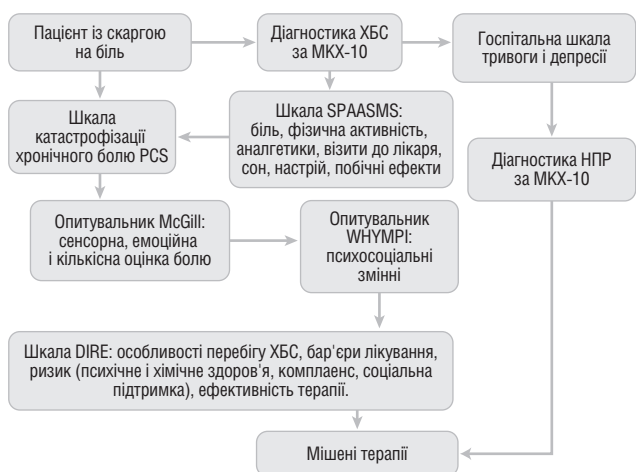 Пацієнт із скаргою
на біль
Діагностика ХБС
за МКХ-10
Госпітальна шкала
тривоги і депресії
Шкала
катастрофізації
хронічного болю PCS
Шкала SPAASMS:
біль, фізична активність,
аналгетики, візити до лікаря,
сон, настрій, побічні ефекти
Діагностика НПР
за МКХ-10
Опитувальник McGill:
сенсорна, емоційна
і кількісна оцінка болю
Опитувальник
WHYMPI:
психосоціальні
змінні
Шкала DIRE: особливості перебігу ХБС, бар'єри лікування,
ризик (психічне і хімічне здоров'я, комплаенс, соціальна
підтримка), ефективність терапії.
Мішені терапії